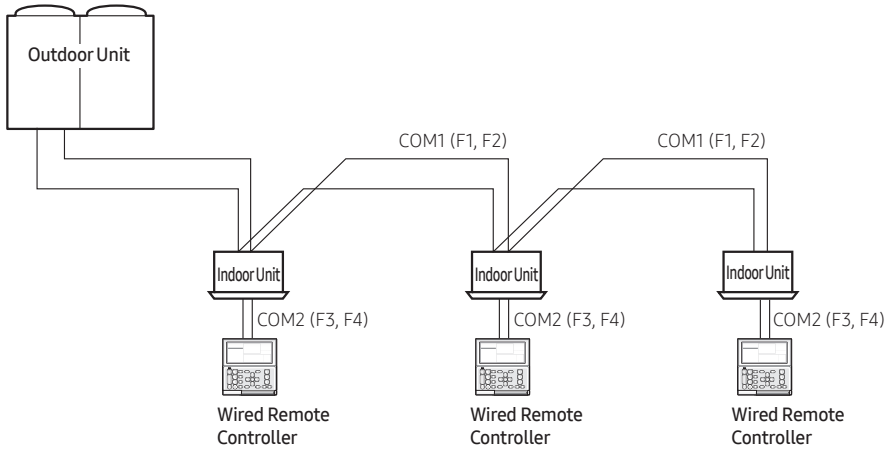 Outdoor Unit
COM1 (F1, F2)
COM1 (F1, F2)
Indoor Unit
Indoor Unit
Indoor Unit
COM2 (F3, F4)
COM2 (F3, F4)
COM2 (F3, F4)
Wired Remote
Controller
Wired Remote
Controller
Wired Remote
Controller